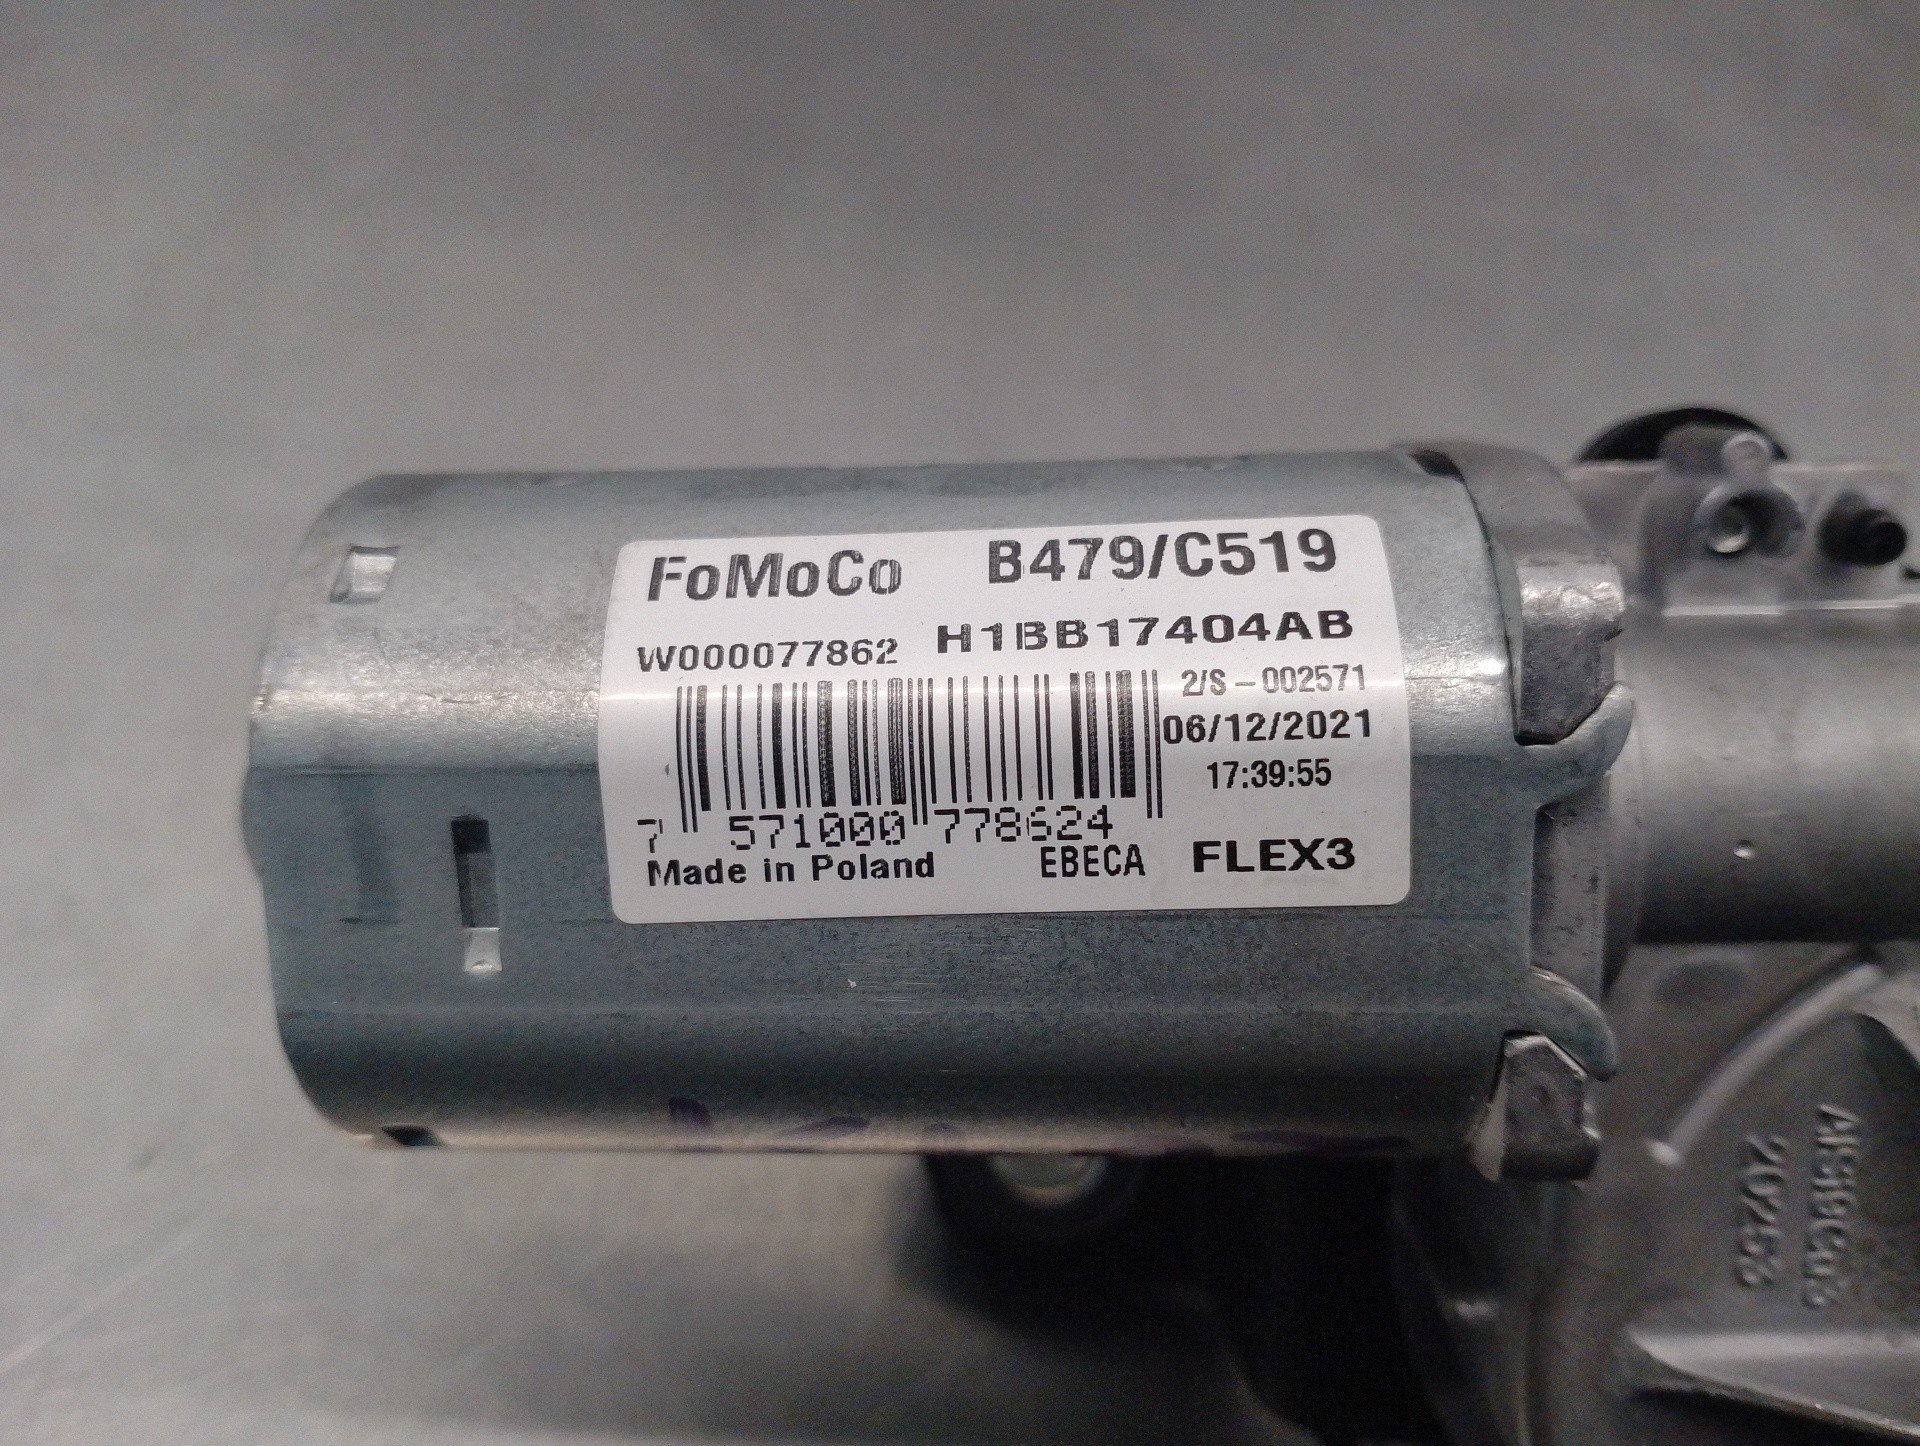 FoMoCo B479/C519
W000077862 H1BB17404AB
2/S-002571
06/12/2021
17:39:55
7 571000 778624
Made in Poland EBECA FLEX3